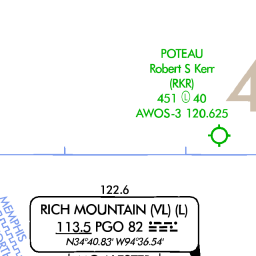 POTEAU
Robert S Kerr
(RKR)
451 Ⓛ 40
AWOS-3 120.625
4
122.6
RICH MOUNTAIN (VL) (L)
113.5 PGO 82
N34°40.83' W94°36.54'
MEMPHIS